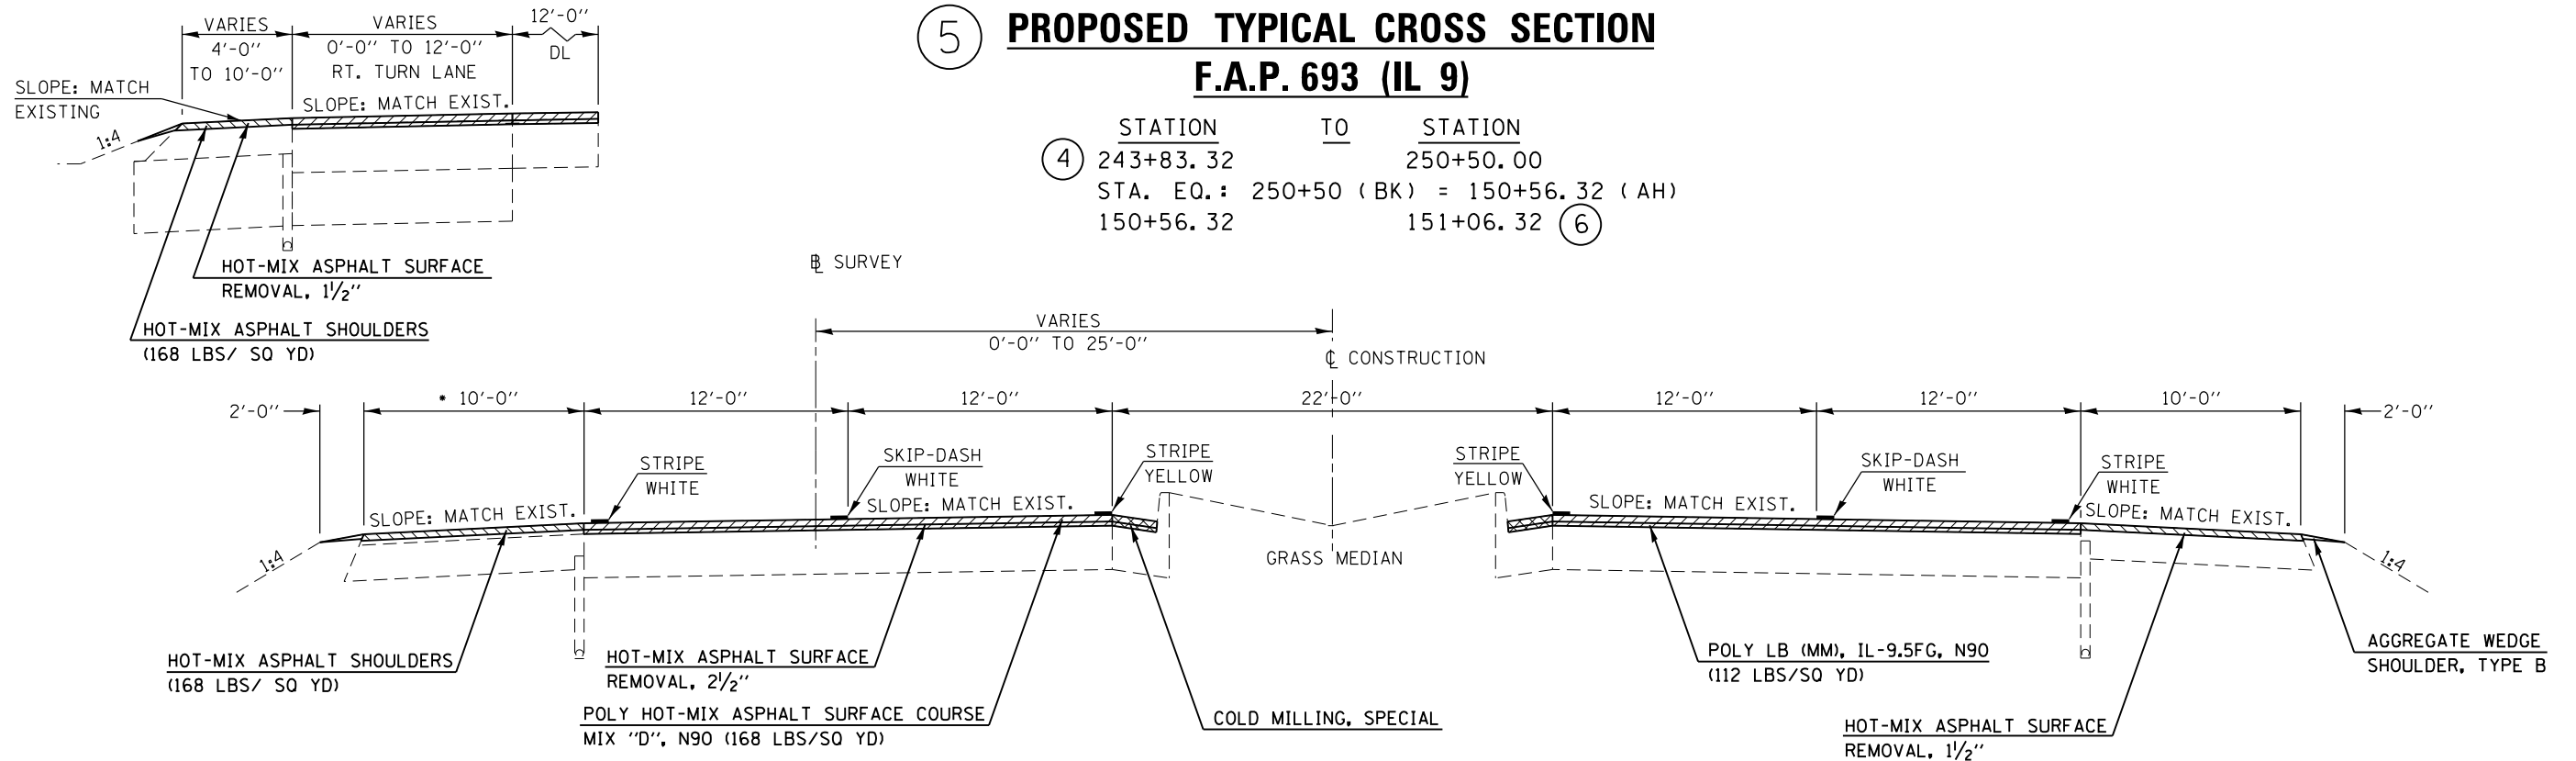 5 PROPOSED TYPICAL CROSS SECTION
F.A.P. 693 (IL 9)
STATION TO STATION
4 243+83.32 250+50.00
STA. EQ.: 250+50 (BK) = 150+56.32 (AH)
150+56.32 151+06.32 6
VARIES
4'-0"
TO 10'-0"
VARIES
0'-0" TO 12'-0"
RT. TURN LANE
12'-0"
DL
SLOPE: MATCH
EXISTING
SLOPE: MATCH EXIST.
1:4
HOT-MIX ASPHALT SURFACE
REMOVAL, 1½"
HOT-MIX ASPHALT SHOULDERS
(168 LBS/ SQ YD)
℄ SURVEY
VARIES
0'-0" TO 25'-0"
℄ CONSTRUCTION
2'-0" * 10'-0" 12'-0" 12'-0" 22'-0" 12'-0" 12'-0" 10'-0" 2'-0"
STRIPE
WHITE
SKIP-DASH
WHITE
STRIPE
YELLOW
STRIPE
YELLOW
SKIP-DASH
WHITE
STRIPE
WHITE
SLOPE: MATCH EXIST.
SLOPE: MATCH EXIST.
SLOPE: MATCH EXIST.
SLOPE: MATCH EXIST.
1:4
GRASS MEDIAN
1:4
HOT-MIX ASPHALT SHOULDERS
(168 LBS/ SQ YD)
HOT-MIX ASPHALT SURFACE
REMOVAL, 2½"
POLY HOT-MIX ASPHALT SURFACE COURSE
MIX "D", N90 (168 LBS/SQ YD)
COLD MILLING, SPECIAL
POLY LB (MM), IL-9.5FG, N90
(112 LBS/SQ YD)
HOT-MIX ASPHALT SURFACE
REMOVAL, 1½"
AGGREGATE WEDGE
SHOULDER, TYPE B